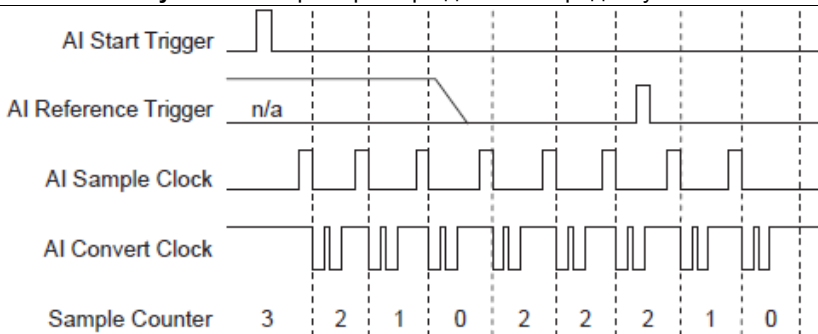 AI Start Trigger
AI Reference Trigger n/a
AI Sample Clock
AI Convert Clock
Sample Counter 3 2 1 0 2 2 2 1 0